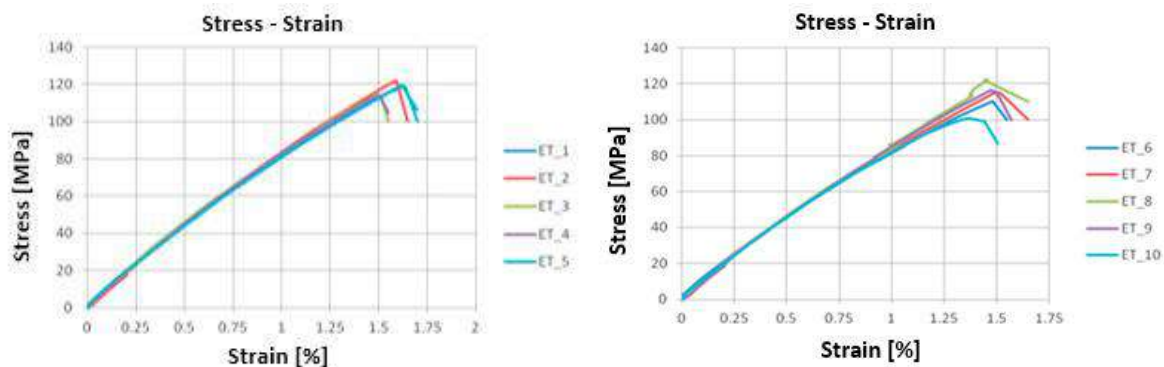 Stress - Strain
Stress [MPa]
140
120
100
80
60
40
20
0
0 0.25 0.5 0.75 1 1.25 1.5 1.75 2
Strain [%]
ET_1
ET_2
ET_3
ET_4
ET_5
Stress - Strain
Stress [MPa]
140
120
100
80
60
40
20
0
0 0.25 0.5 0.75 1 1.25 1.5 1.75
Strain [%]
ET_6
ET_7
ET_8
ET_9
ET_10